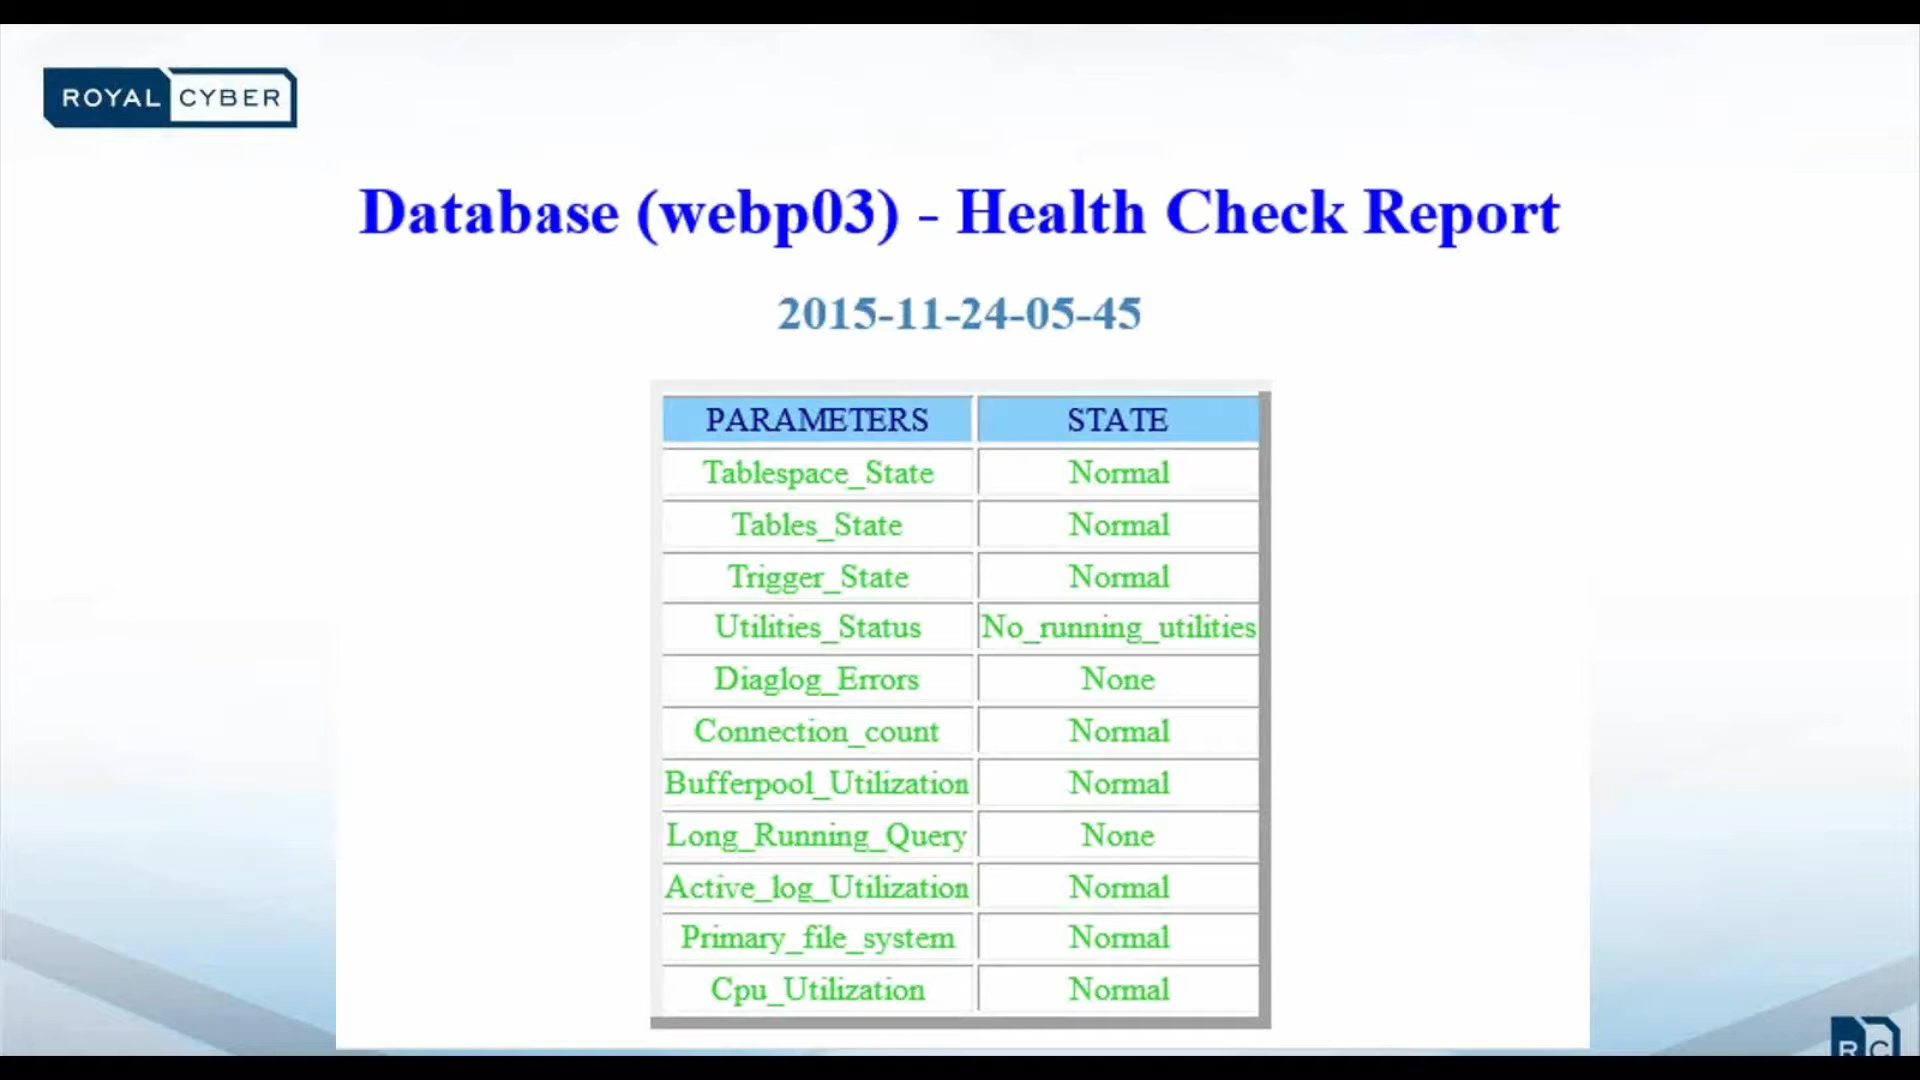 ROYAL CYBER
Database (webp03) - Health Check Report
2015-11-24-05-45
PARAMETERS STATE
Tablespace_State Normal
Tables_State Normal
Trigger_State Normal
Utilities_Status No_running_utilities
Diaglog_Errors None
Connection_count Normal
Bufferpool_Utilization Normal
Long_Running_Query None
Active_log_Utilization Normal
Primary_file_system Normal
Cpu_Utilization Normal
RC